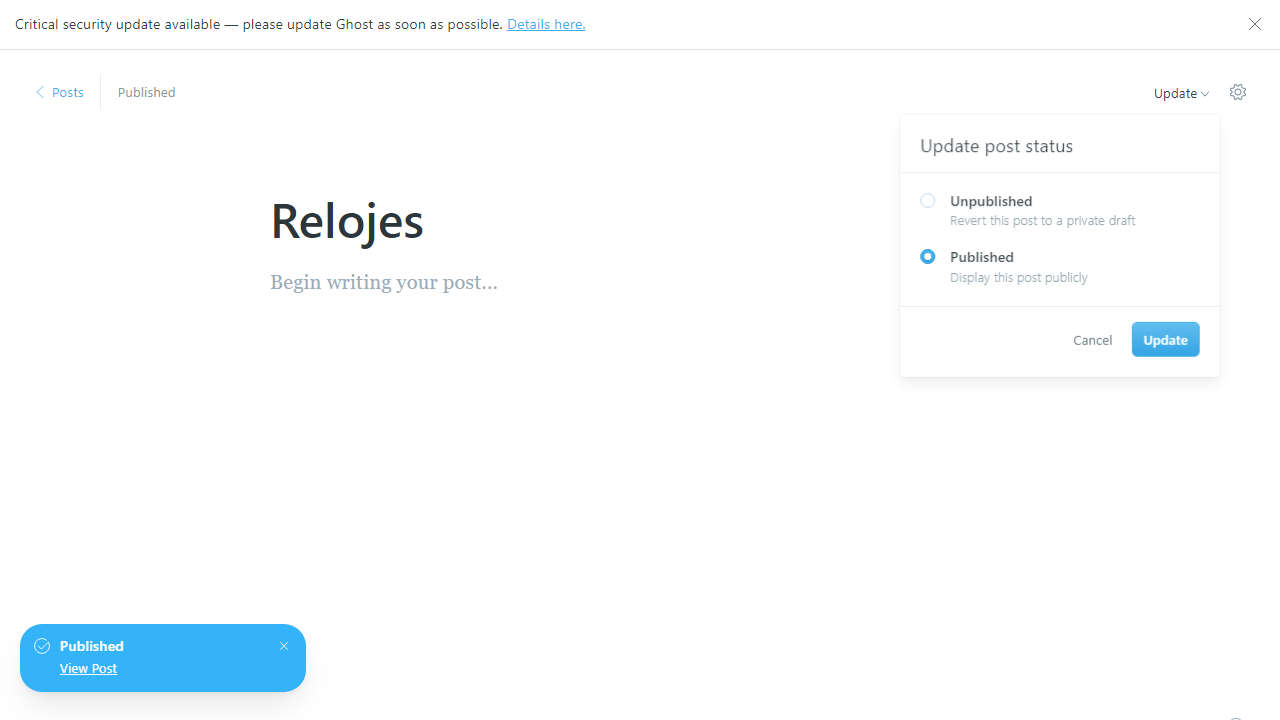 Critical security update available — please update Ghost as soon as possible. Details here.
Posts
Published
Update
Update post status
Unpublished
Revert this post to a private draft
Published
Display this post publicly
Cancel
Update
Relojes
Begin writing your post...
Published
View Post